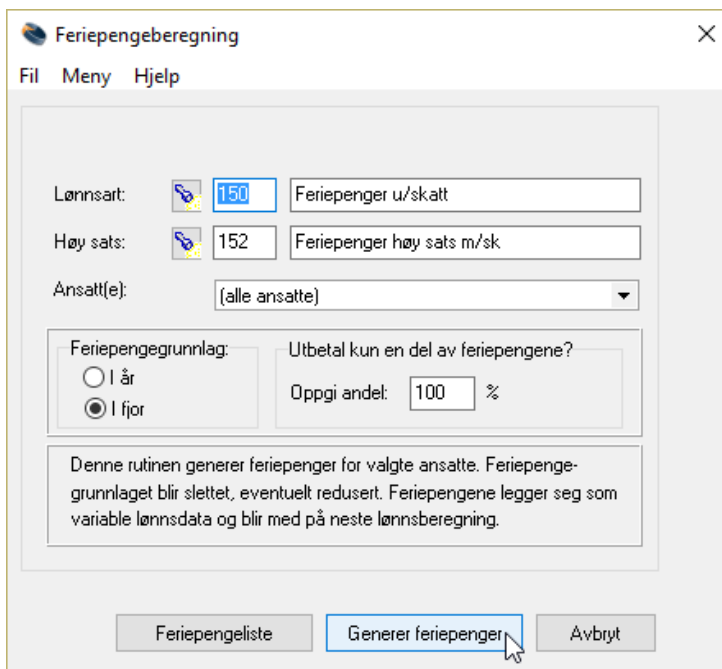 Feriepengeberegning
Fil Meny Hjelp
Lønnsart: 150 Feriepenger u/skatt
Høy sats: 152 Feriepenger høy sats m/sk
Ansatt(e): (alle ansatte)
Feriepengegrunnlag: Utbetal kun en del av feriepengene?
I år
Oppgi andel: 100 %
I fjor
Denne rutinen generer feriepenger for valgte ansatte. Feriepenge-
grunnlaget blir slettet, eventuelt redusert. Feriepengene legger seg som
variable lønnsdata og blir med på neste lønnsberegning.
Feriepengeliste Generer feriepenger Avbryt